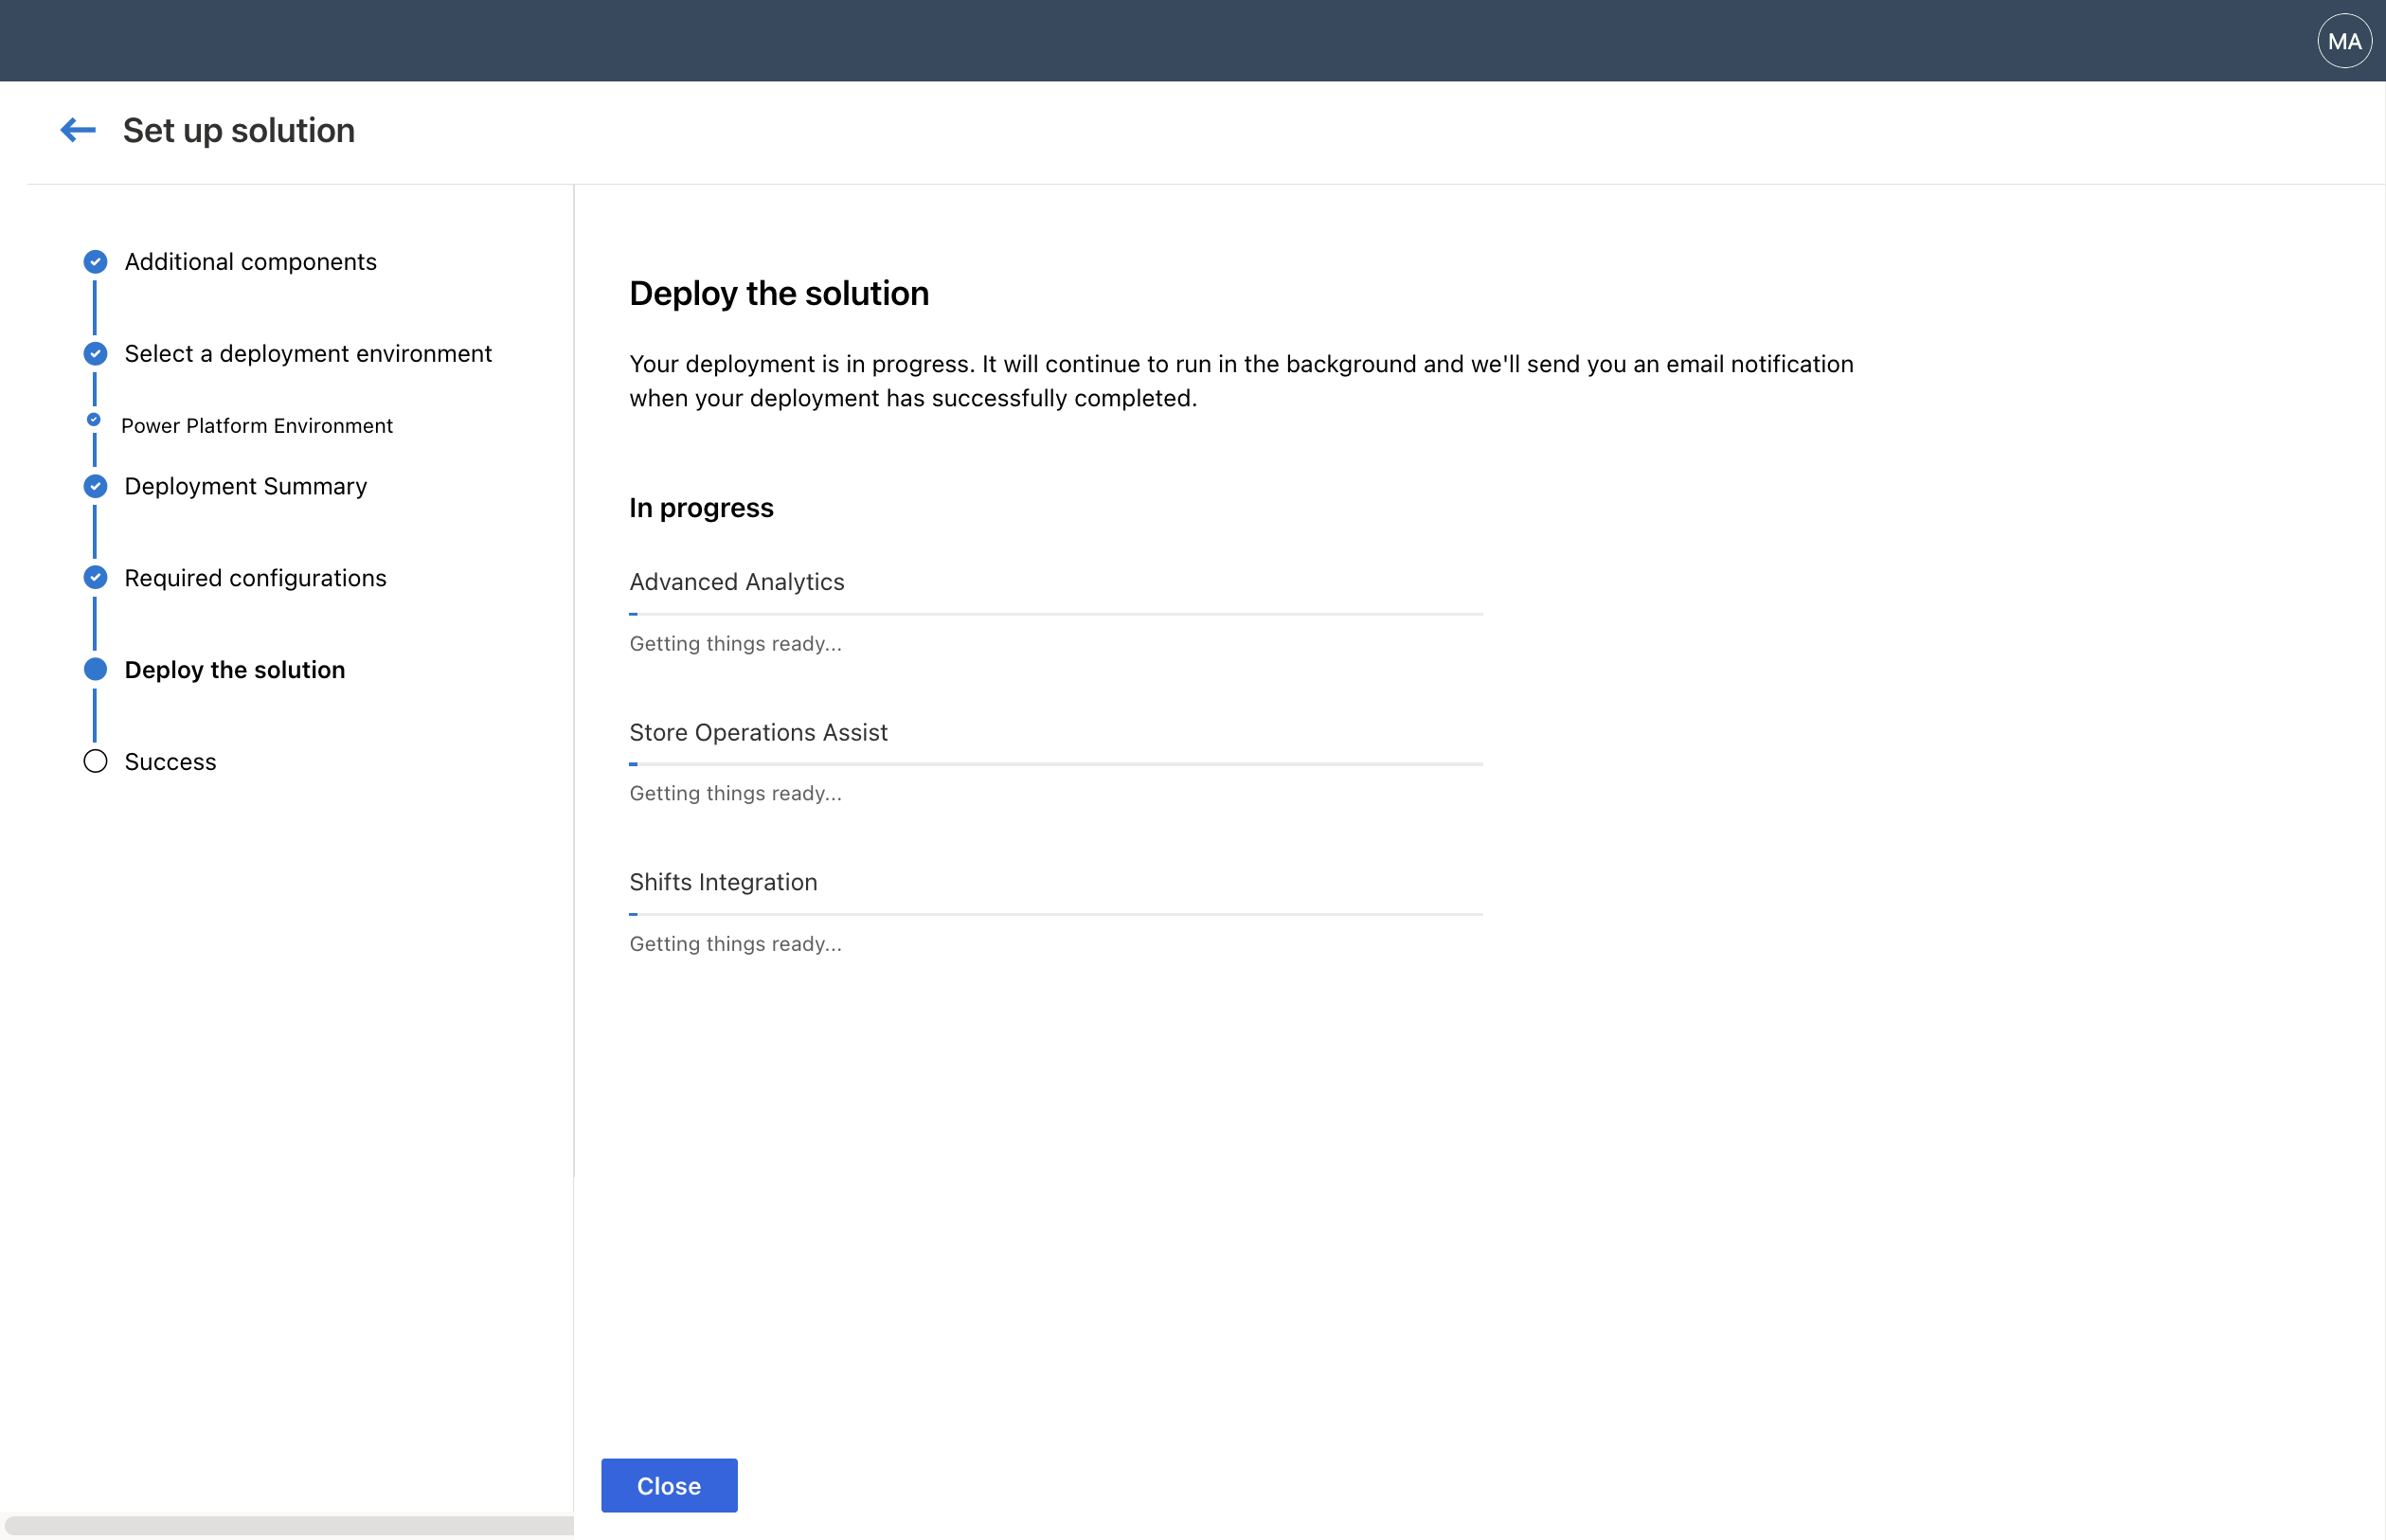 MA
Set up solution
Additional components
Select a deployment environment
Power Platform Environment
Deployment Summary
Required configurations
Deploy the solution
Success
Deploy the solution
Your deployment is in progress. It will continue to run in the background and we'll send you an email notification
when your deployment has successfully completed.
In progress
Advanced Analytics
Getting things ready...
Store Operations Assist
Getting things ready...
Shifts Integration
Getting things ready...
Close